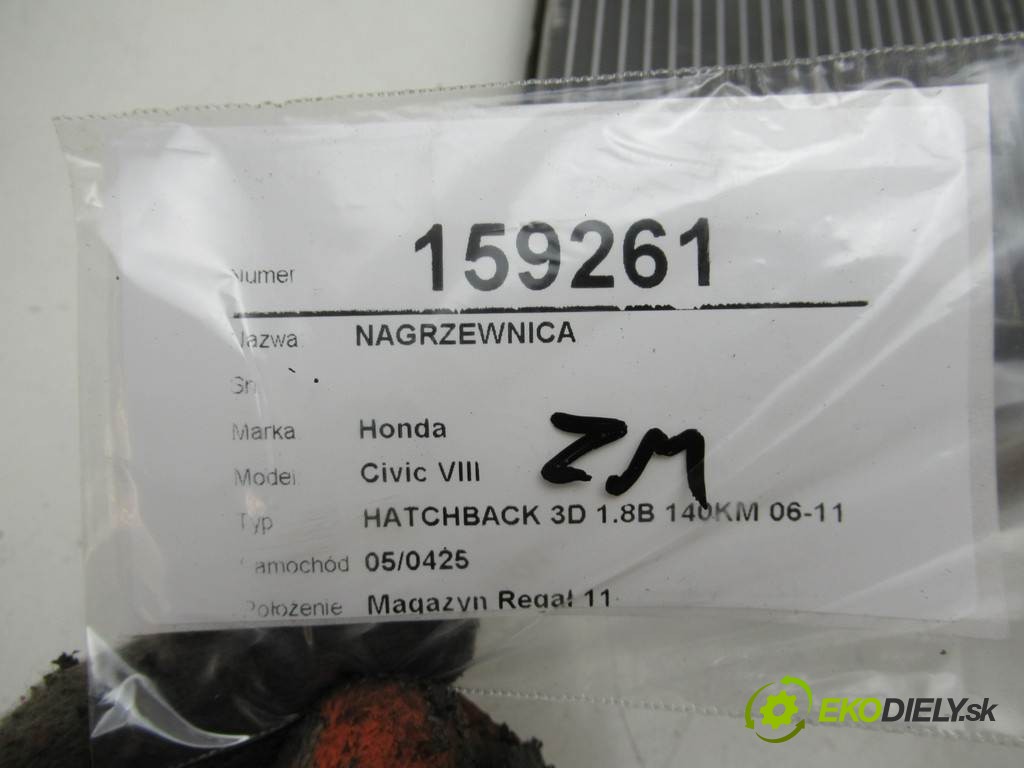 Numer 159261
Nazwa NAGRZEWNICA
Sn
Marka Honda
ZM
Model Civic VIII
Typ HATCHBACK 3D 1.8B 140KM 06-11
Samochód 05/0425
Położenie Magazyn Regał 11
EKODIELY.sk